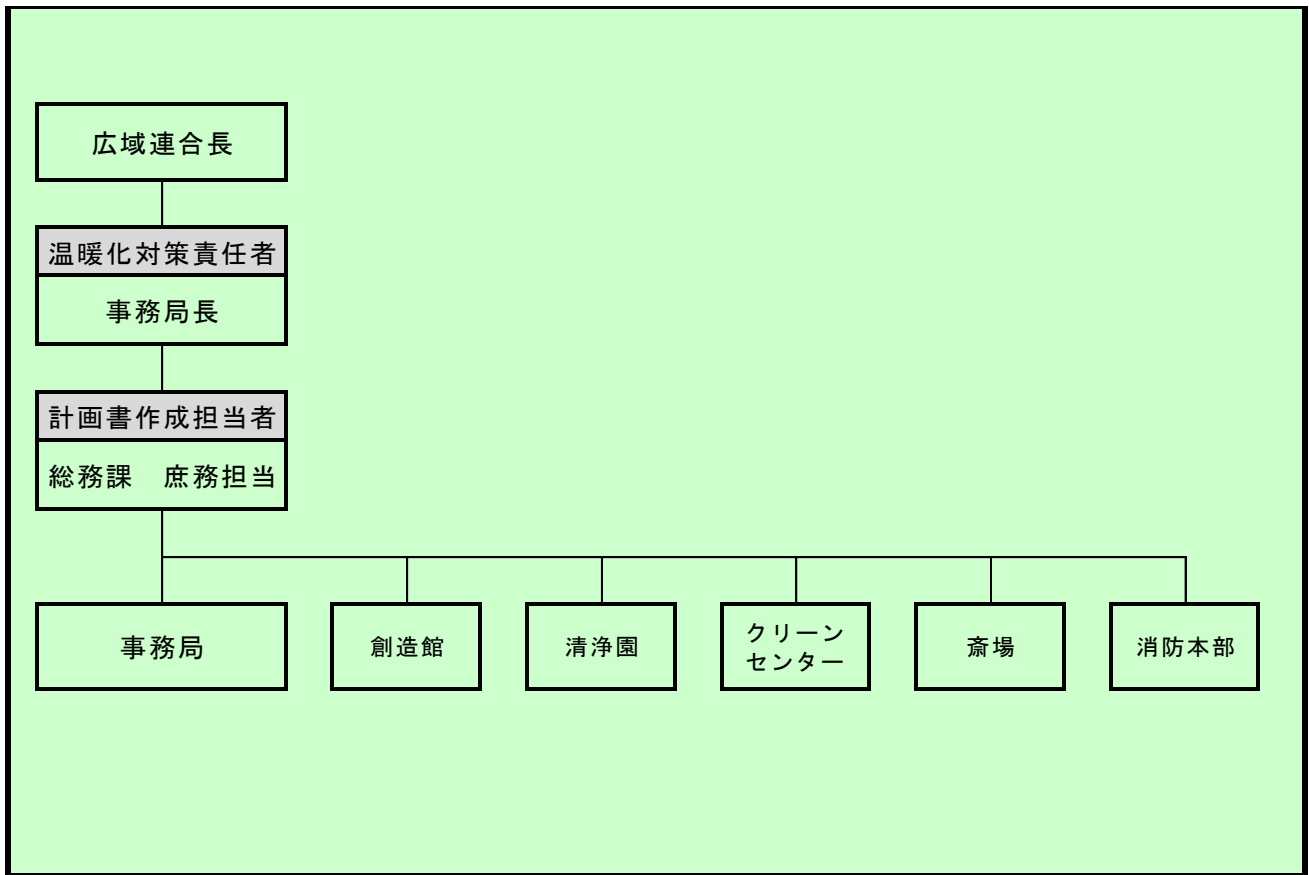 広域連合長
温暖化対策責任者
事務局長
計画書作成担当者
総務課　庶務担当
事務局
創造館
清浄園
クリーン
センター
斎場
消防本部